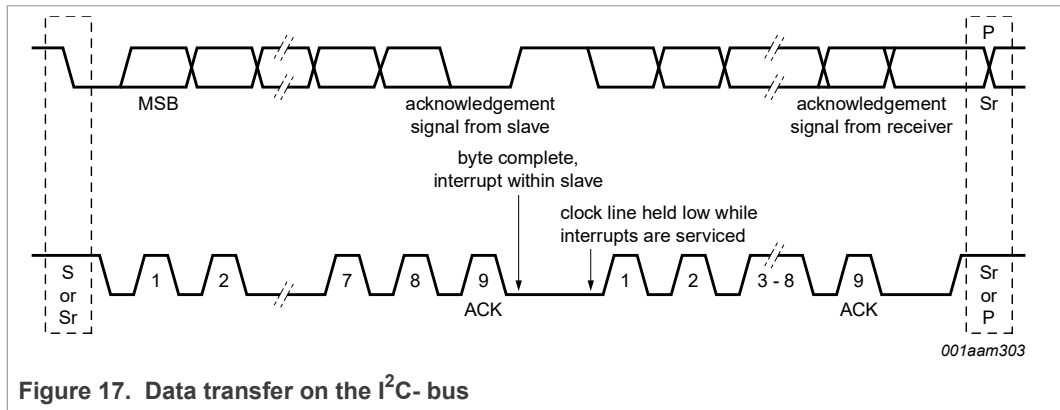 P
MSB
acknowledgement
signal from slave
acknowledgement
signal from receiver
Sr
byte complete,
interrupt within slave
clock line held low while
interrupts are serviced
S
or
Sr
1 2 7 8 9 1 2 3 - 8 9
ACK ACK
Sr
or
P
001aam303
Figure 17. Data transfer on the I²C- bus